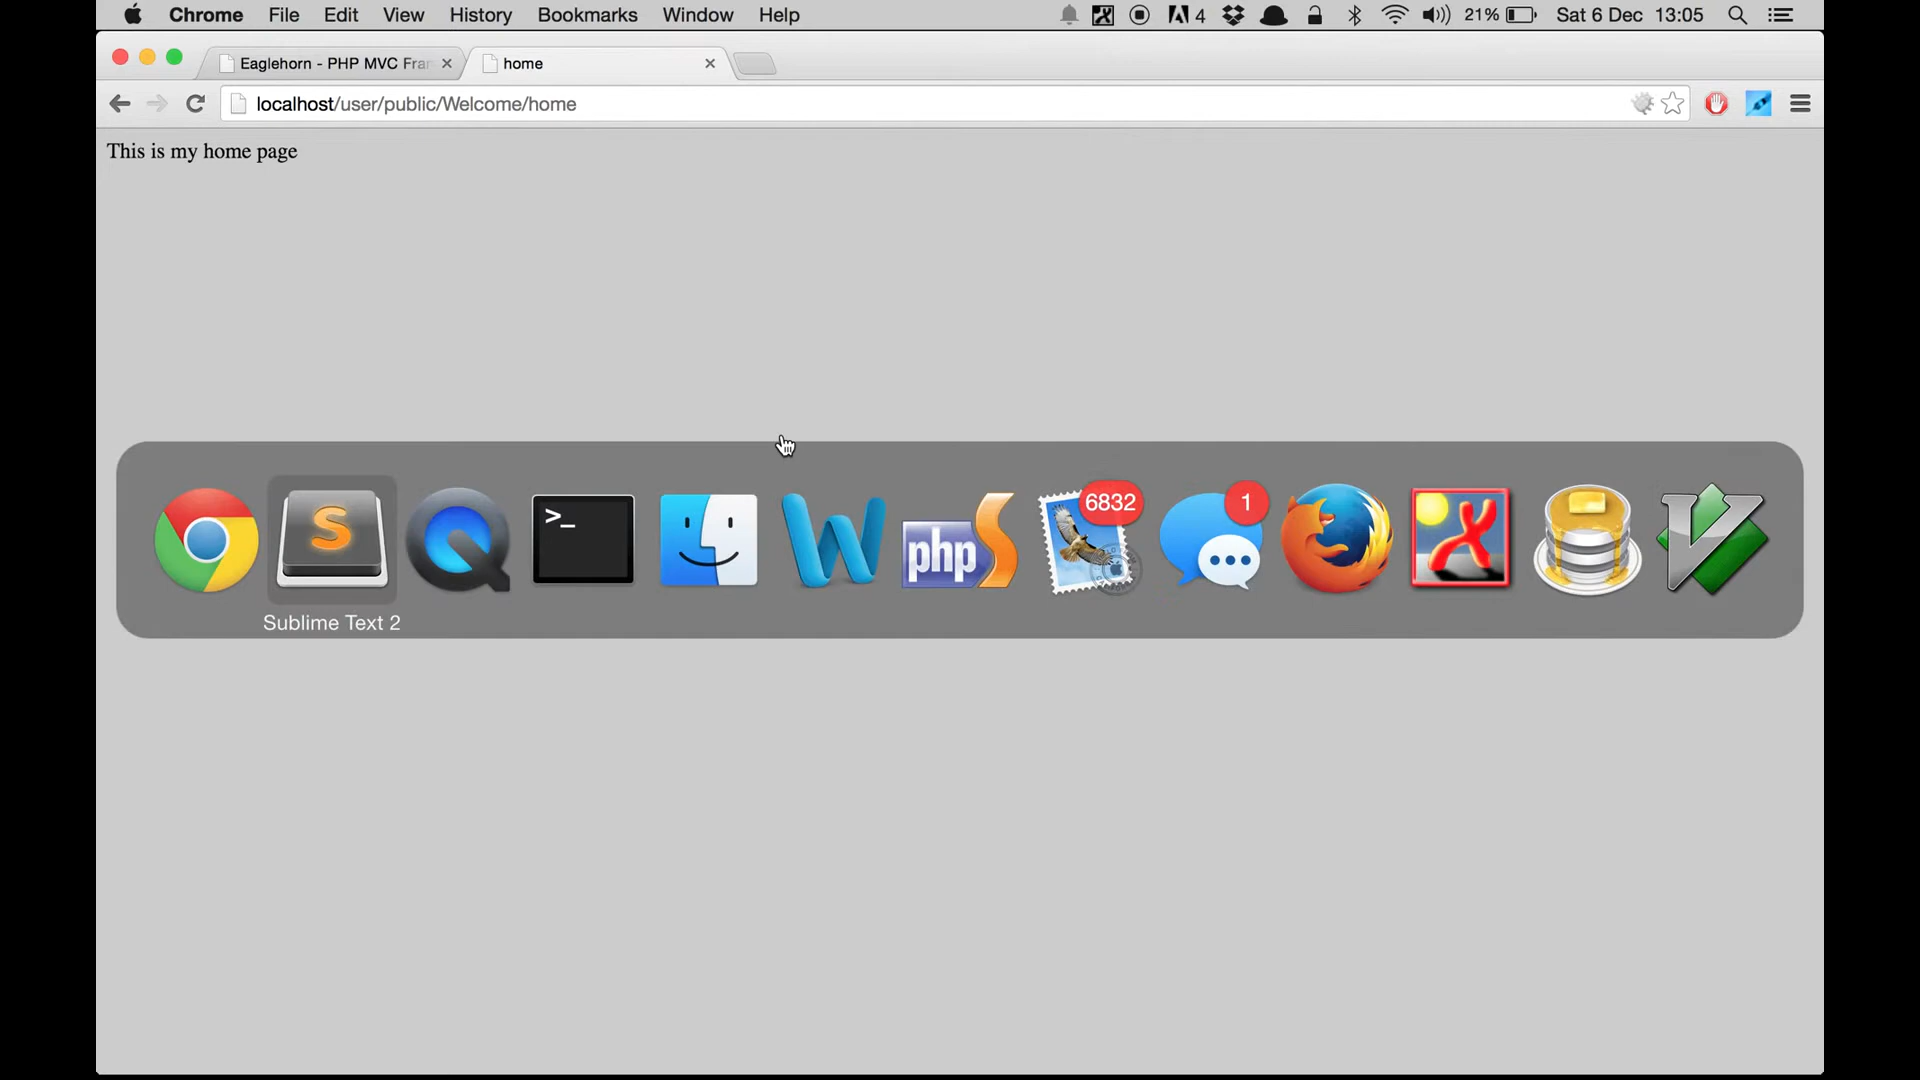 Chrome File Edit View History Bookmarks Window Help 4 21% Sat 6 Dec 13:05
Eaglehorn - PHP MVC Fram
home
localhost/user/public/Welcome/home
This is my home page
S
>_
W
php S
6832
1
X
V
Sublime Text 2